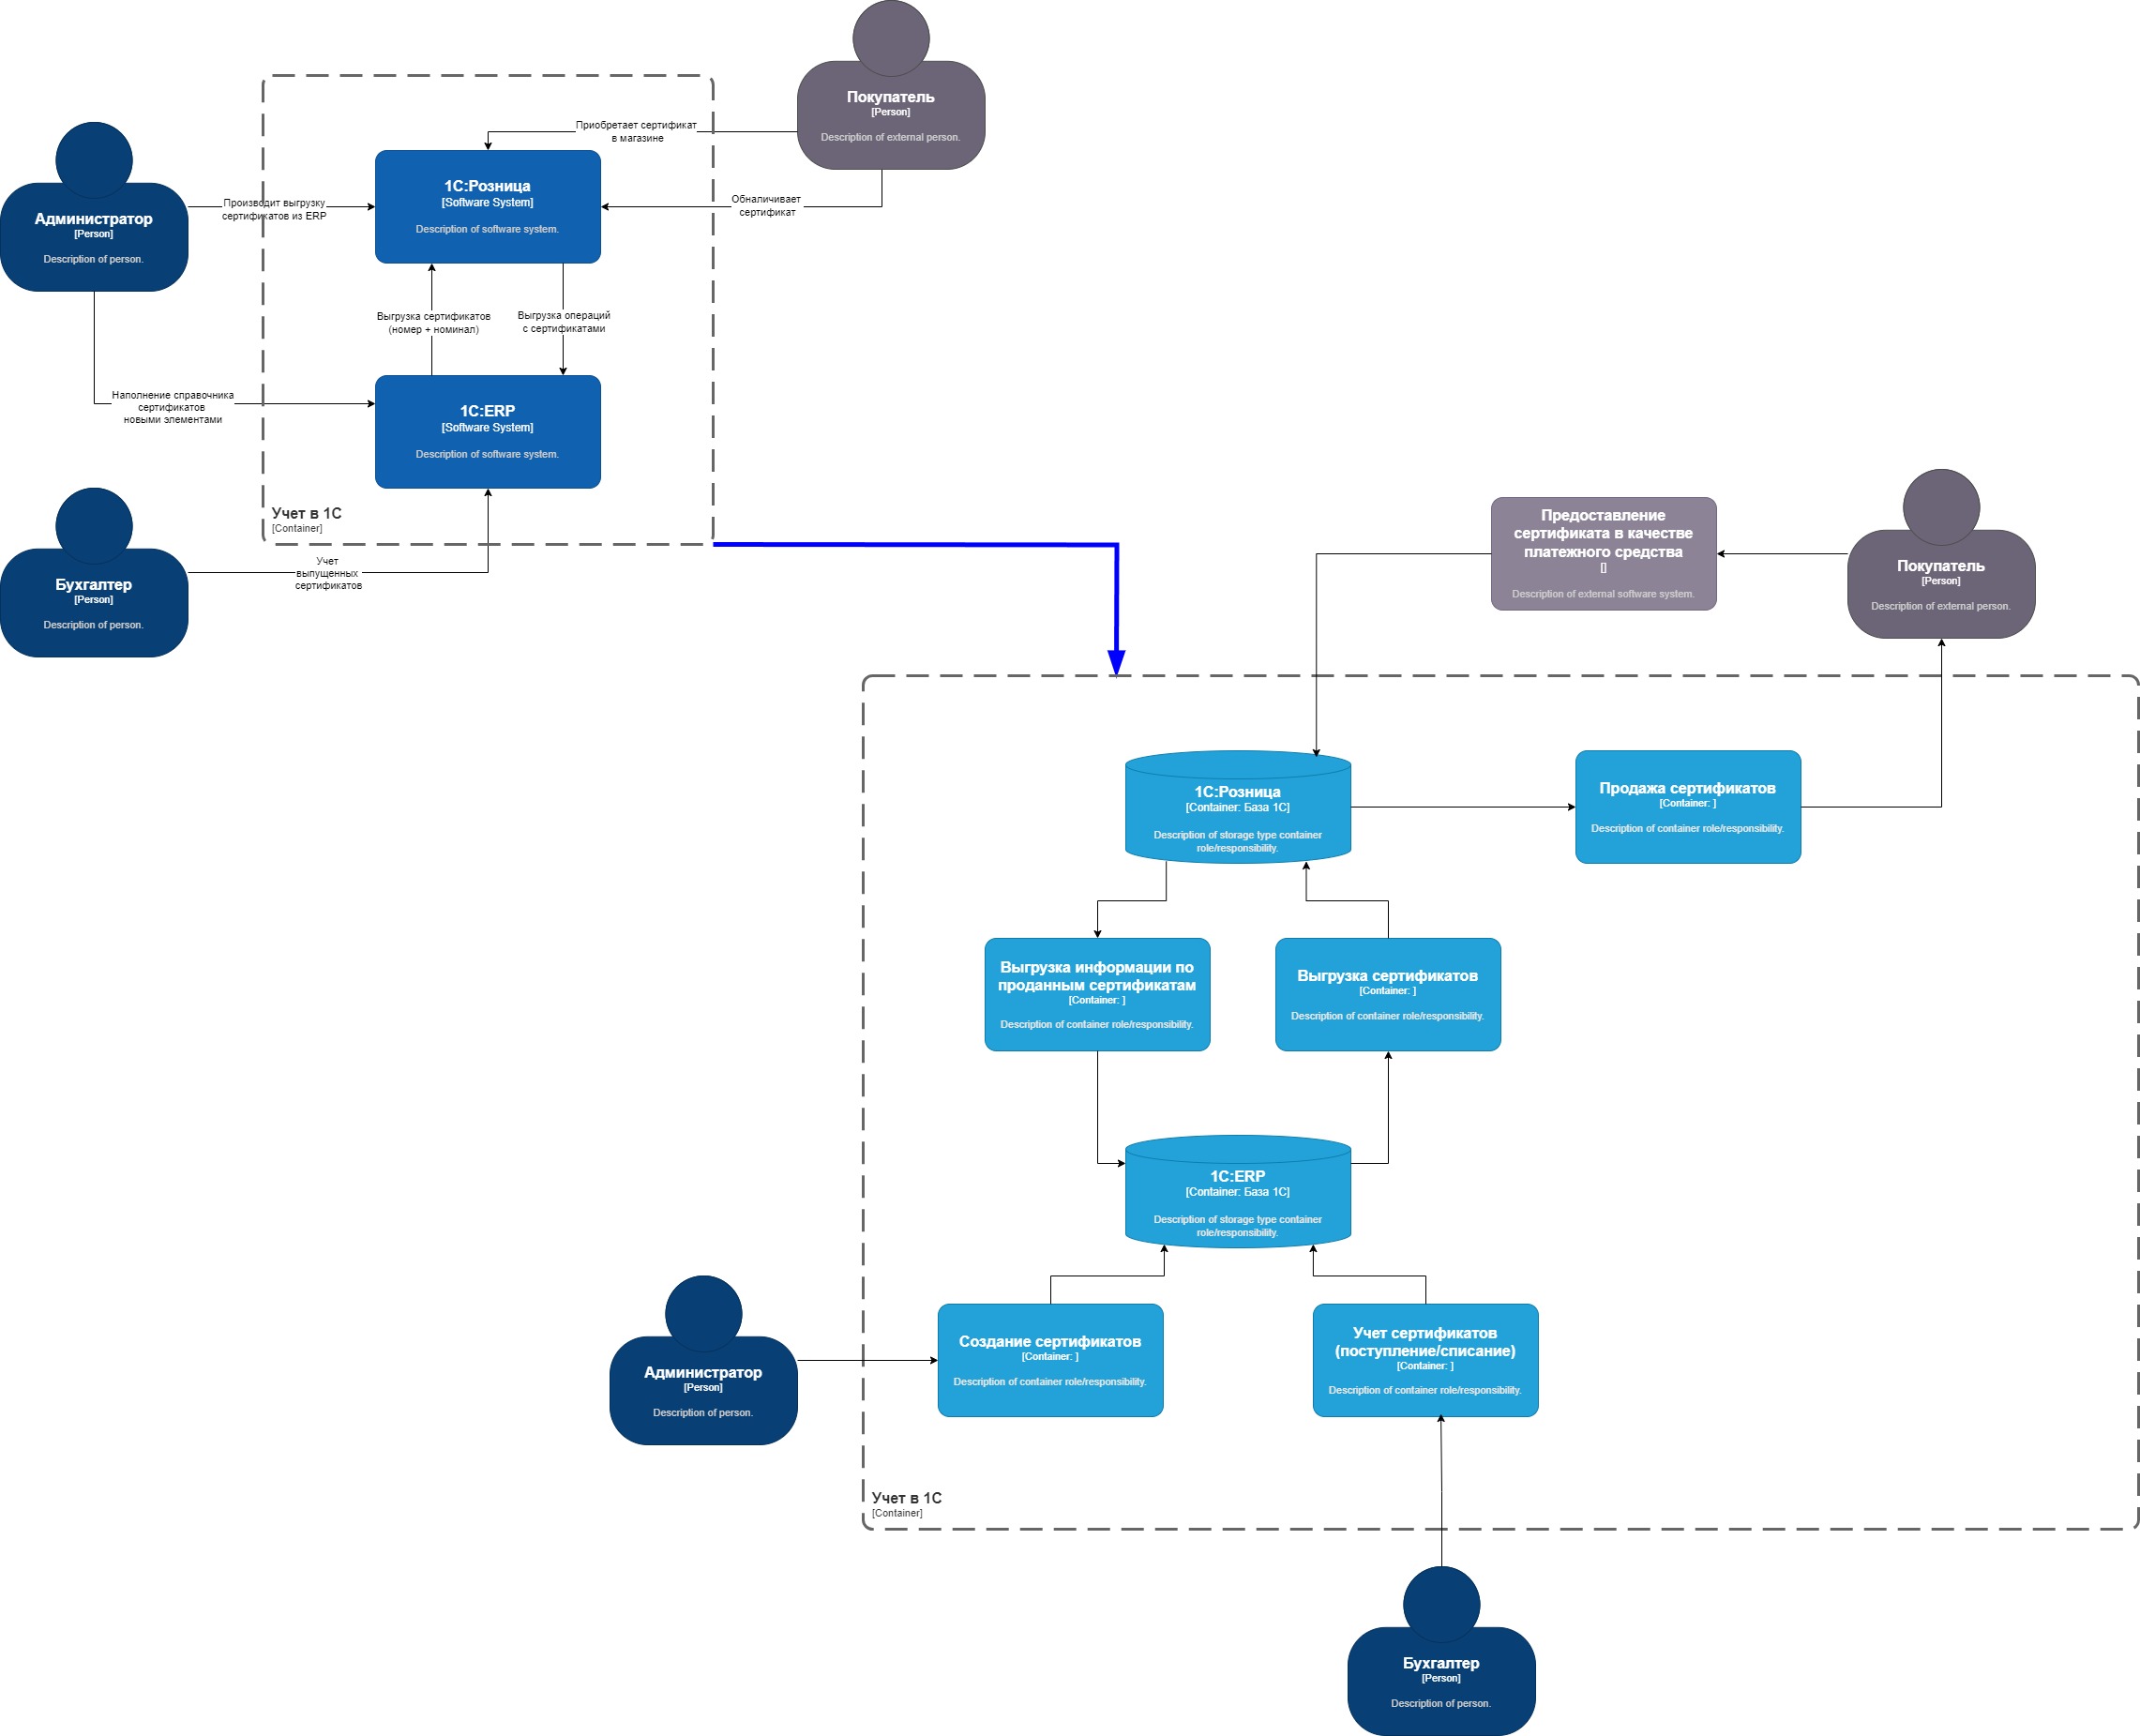 Покупатель
[Person]
Description of external person.
Приобретает сертификат
в магазине
Администратор
[Person]
Description of person.
Производит выгрузку
сертификатов из ERP
1С:Розница
[Software System]
Description of software system.
Обналичивает
сертификат
Выгрузка сертификатов
(номер + номинал)
Выгрузка операций
с сертификатами
Наполнение справочника
сертификатов
новыми элементами
1С:ERP
[Software System]
Description of software system.
Учет в 1С
[Container]
Бухгалтер
[Person]
Description of person.
Учет
выпущенных
сертификатов
Предоставление
сертификата в качестве
платежного средства
[]
Description of external software system.
Покупатель
[Person]
Description of external person.
1С:Розница
[Container: База 1С]
Description of storage type container
role/responsibility.
Продажа сертификатов
[Container: ]
Description of container role/responsibility.
Выгрузка информации по
проданным сертификатам
[Container: ]
Description of container role/responsibility.
Выгрузка сертификатов
[Container: ]
Description of container role/responsibility.
1С:ERP
[Container: База 1С]
Description of storage type container
role/responsibility.
Администратор
[Person]
Description of person.
Создание сертификатов
[Container: ]
Description of container role/responsibility.
Учет сертификатов
(поступление/списание)
[Container: ]
Description of container role/responsibility.
Учет в 1С
[Container]
Бухгалтер
[Person]
Description of person.